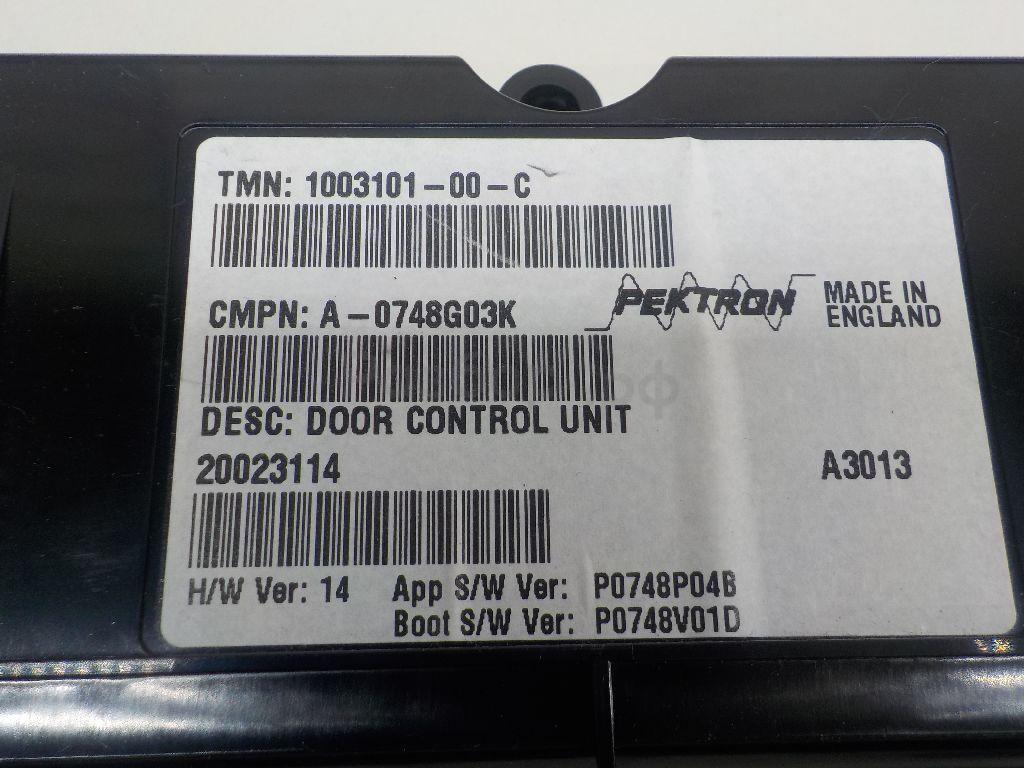 TMN: 1003101-00-C
CMPN: A-0748G03K
PEKTRON
MADE IN
ENGLAND
DESC: DOOR CONTROL UNIT
20023114
A3013
H/W Ver: 14 App S/W Ver: P0748P04B
Boot S/W Ver: P0748V01D